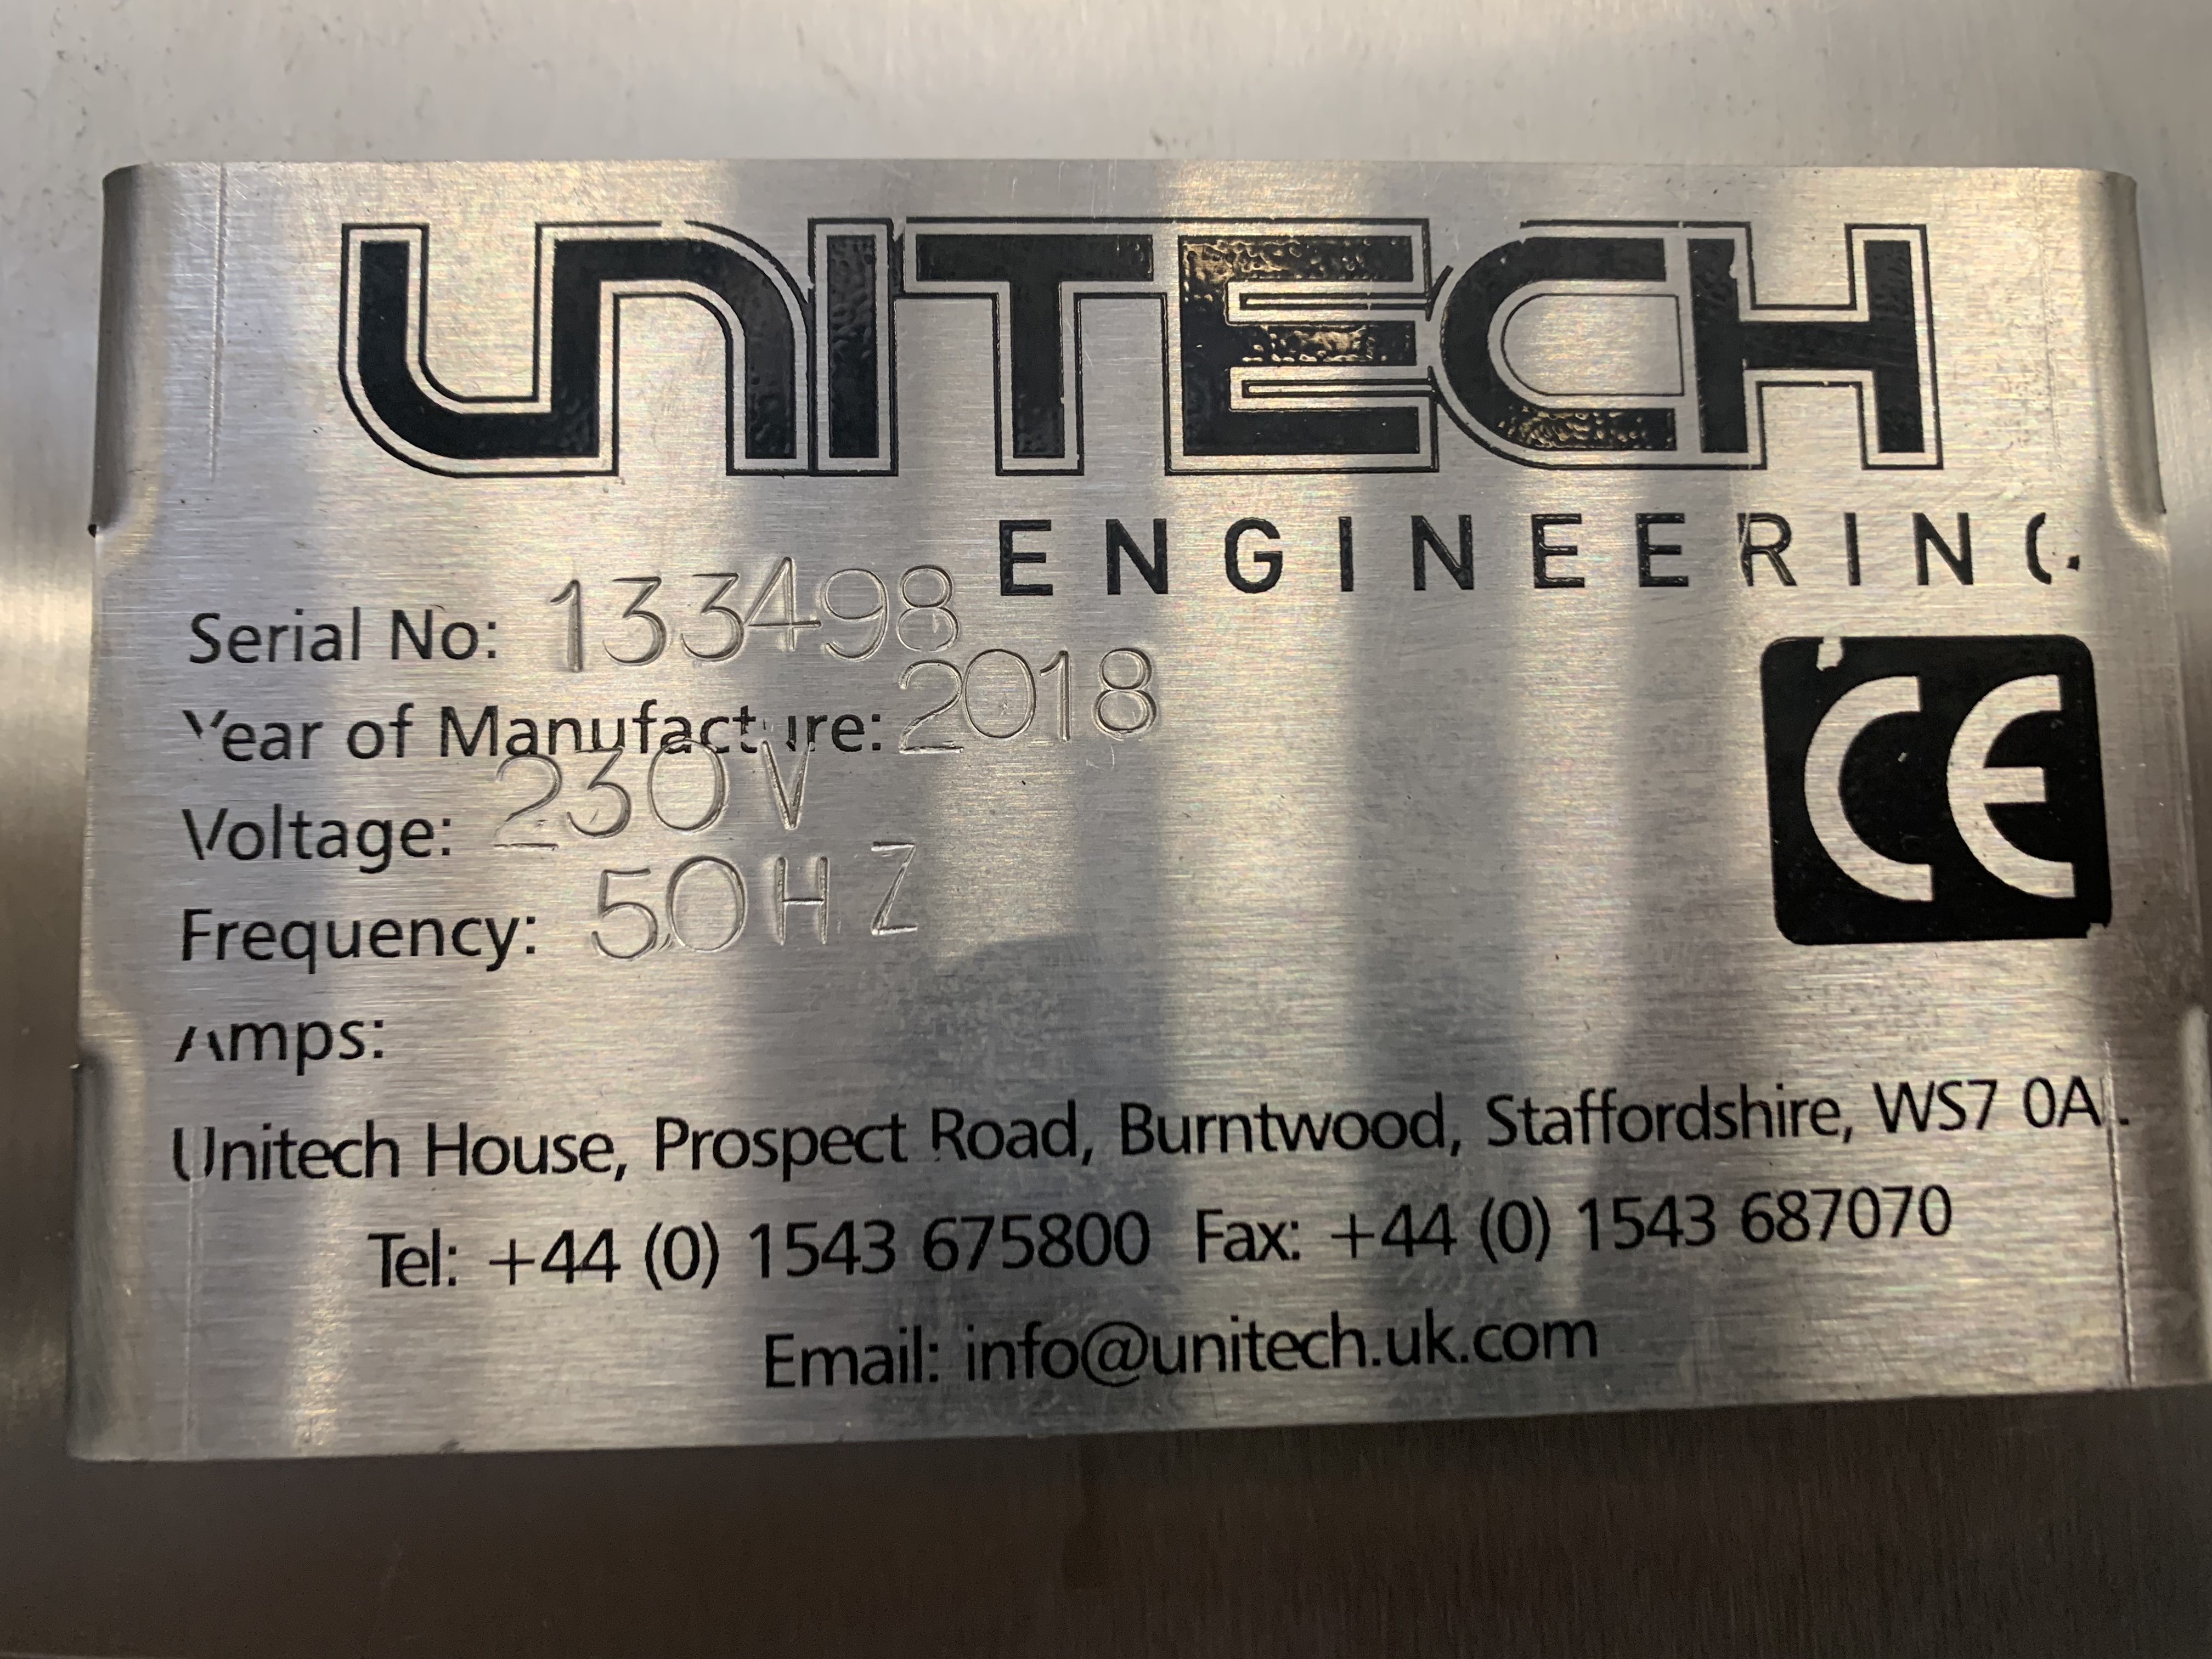 UNITECH
ENGINEERING
Serial No: 133498
Year of Manufacture: 2018
Voltage: 230V
Frequency: 50HZ
Amps:
Unitech House, Prospect Road, Burntwood, Staffordshire, WS7
Tel: +44 (0) 1543 675800 Fax: +44 (0) 1543 687070
Email: info@unitech.uk.com
CE